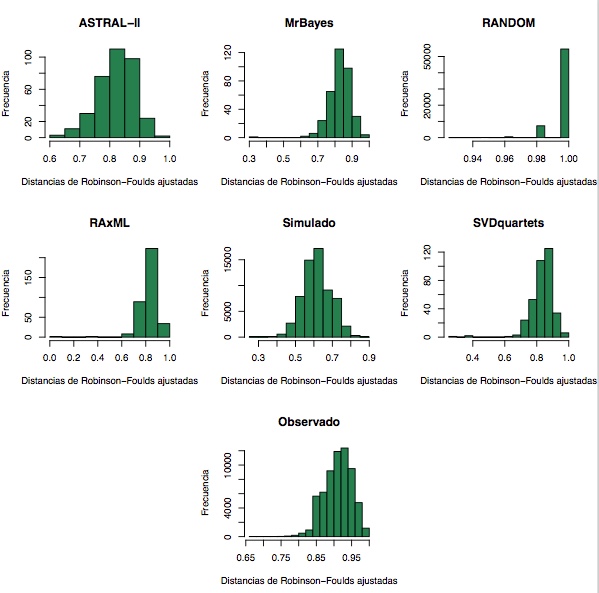 ASTRAL−II
Frecuencia
20 60 100
0.6 0.7 0.8 0.9 1.0
Distancias de Robinson−Foulds ajustadas
MrBayes
Frecuencia
0 40 80 120
0.3 0.5 0.7 0.9
Distancias de Robinson−Foulds ajustadas
RANDOM
Frecuencia
0 20000 50000
0.94 0.96 0.98 1.00
Distancias de Robinson−Foulds ajustadas
RAxML
Frecuencia
0 50 150
0.0 0.2 0.4 0.6 0.8 1.0
Distancias de Robinson−Foulds ajustadas
Simulado
Frecuencia
0 5000 15000
0.3 0.5 0.7 0.9
Distancias de Robinson−Foulds ajustadas
SVDquartets
Frecuencia
0 40 80 120
0.4 0.6 0.8 1.0
Distancias de Robinson−Foulds ajustadas
Observado
Frecuencia
0 4000 10000
0.65 0.75 0.85 0.95
Distancias de Robinson−Foulds ajustadas